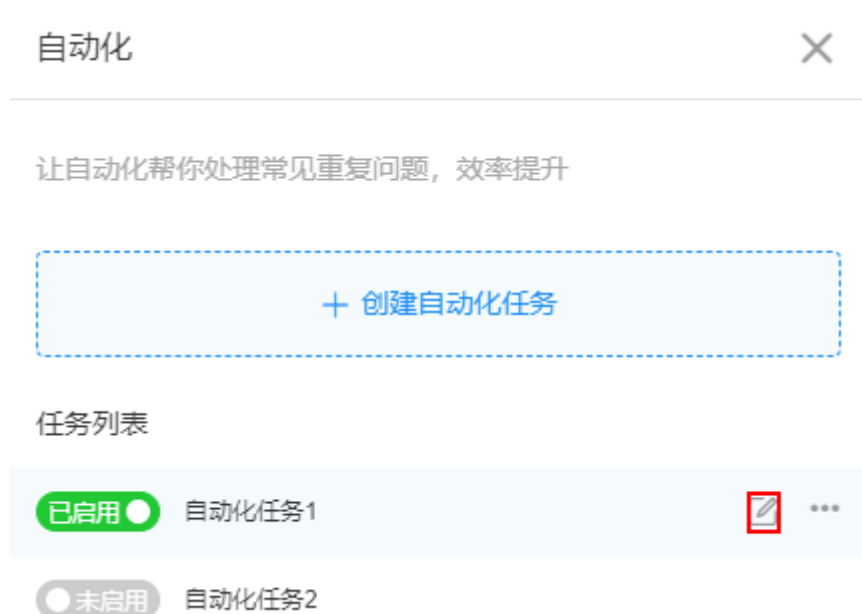 自动化
让自动化帮你处理常见重复问题，效率提升
+ 创建自动化任务
任务列表
已启用 自动化任务1
未启用 自动化任务2